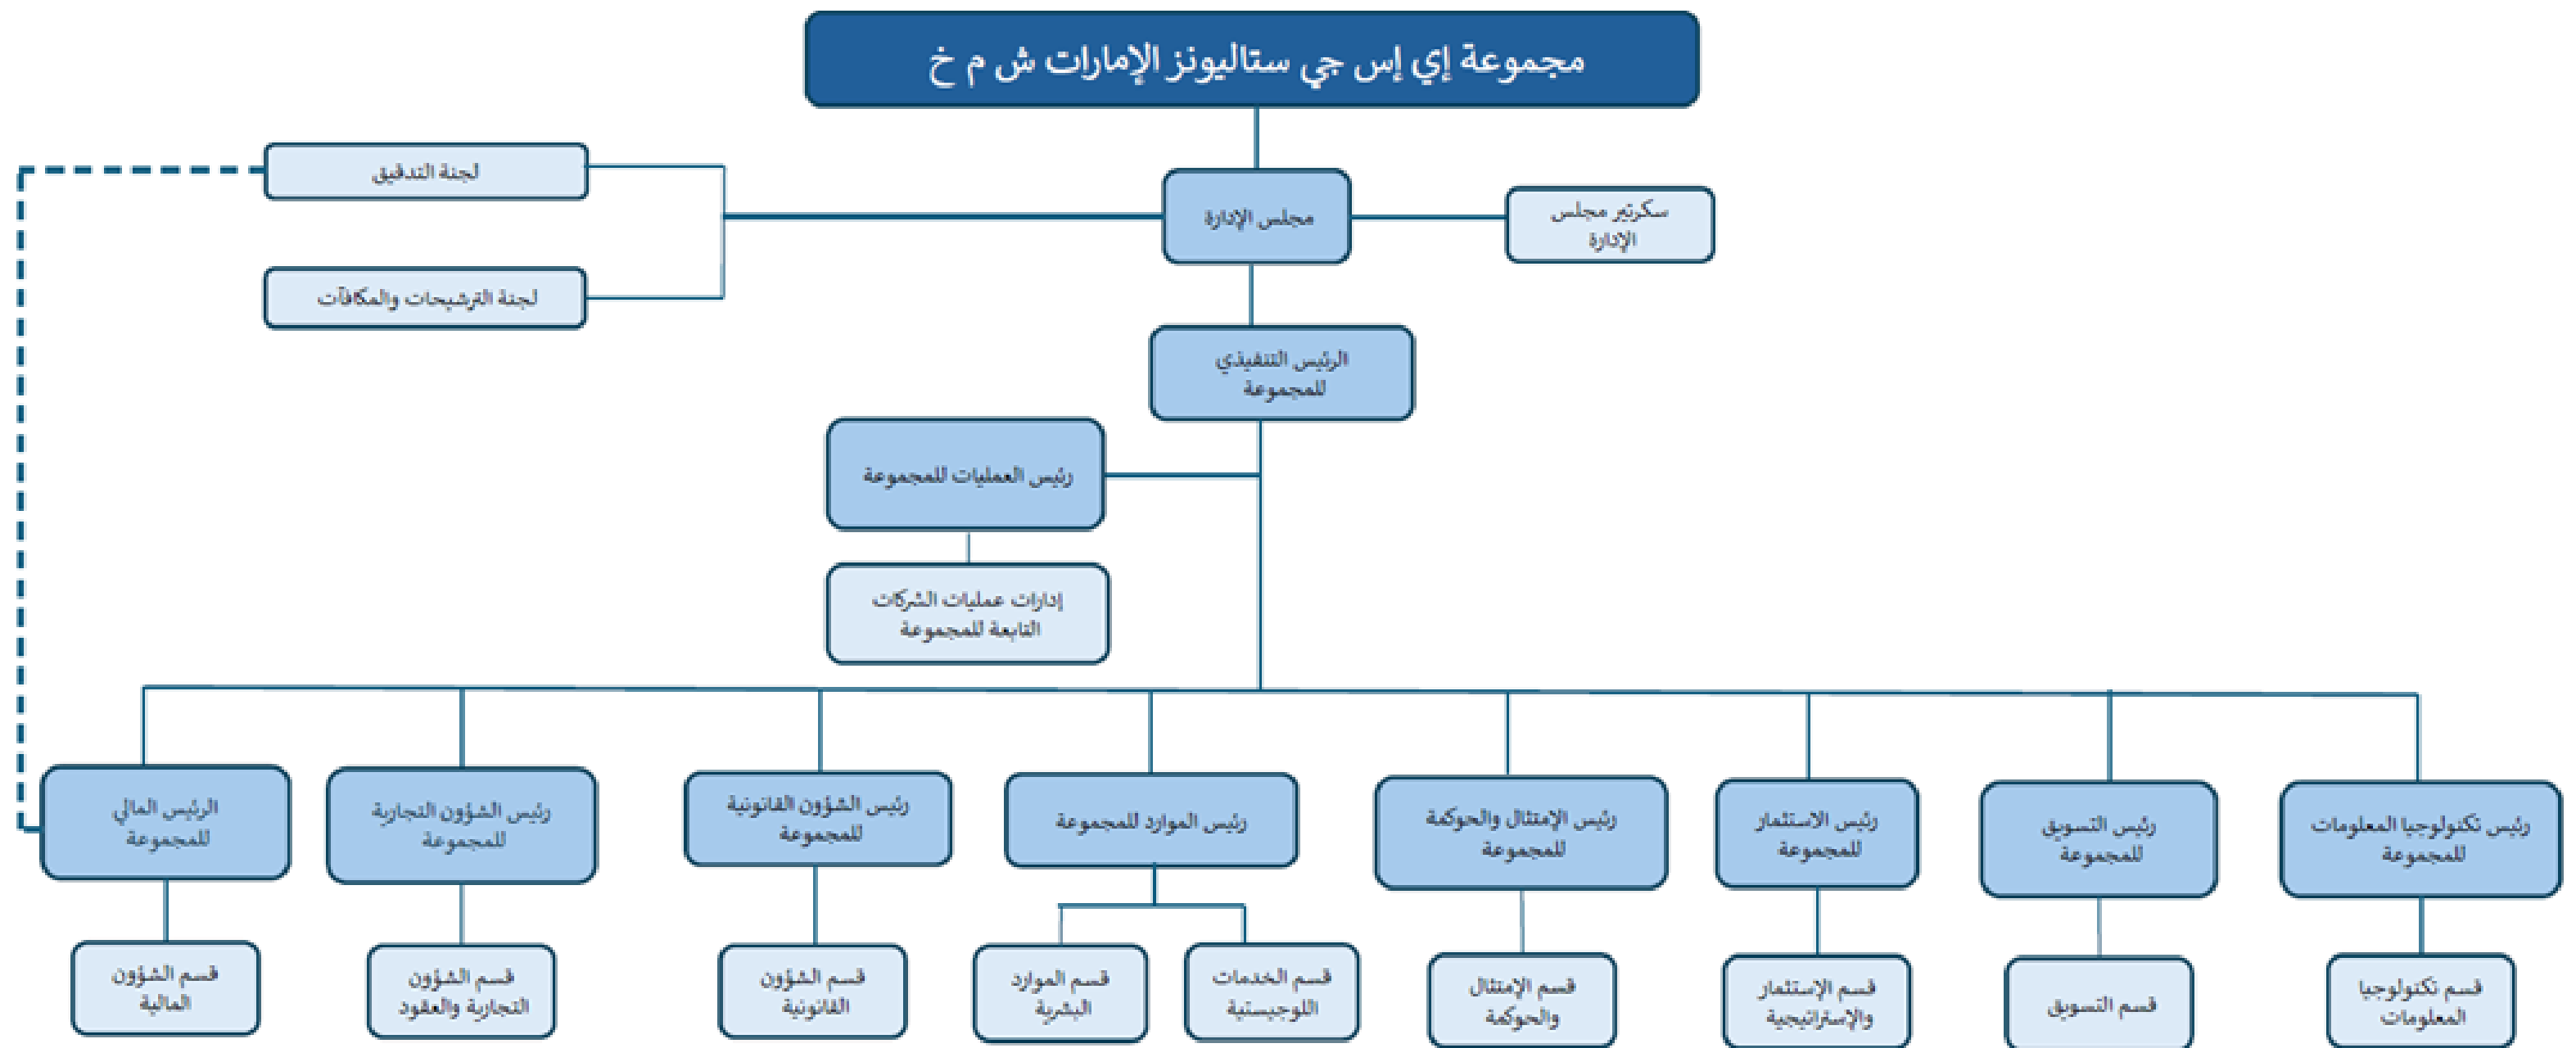 مجموعة إي إس جي ستاليونز الإمارات ش م خ
لجنة التدقيق
مجلس الإدارة
سكرتير مجلس
الإدارة
لجنة الترشيحات والمكافآت
الرئيس التنفيذي
للمجموعة
رئيس العمليات للمجموعة
إدارات عمليات الشركات
التابعة للمجموعة
رئيس تكنولوجيا المعلومات
للمجموعة
رئيس التسويق
للمجموعة
رئيس الاستثمار
للمجموعة
رئيس الإمتثال والحوكمة
للمجموعة
رئيس الموارد للمجموعة
رئيس الشؤون القانونية
للمجموعة
رئيس الشؤون التجارية
للمجموعة
الرئيس المالي
للمجموعة
قسم تكنولوجيا
المعلومات
قسم التسويق
قسم الإستثمار
والإستراتيجية
قسم الإمتثال
والحوكمة
قسم الخدمات
اللوجيستية
قسم الموارد
البشرية
قسم الشؤون
القانونية
قسم الشؤون
التجارية والعقود
قسم الشؤون
المالية